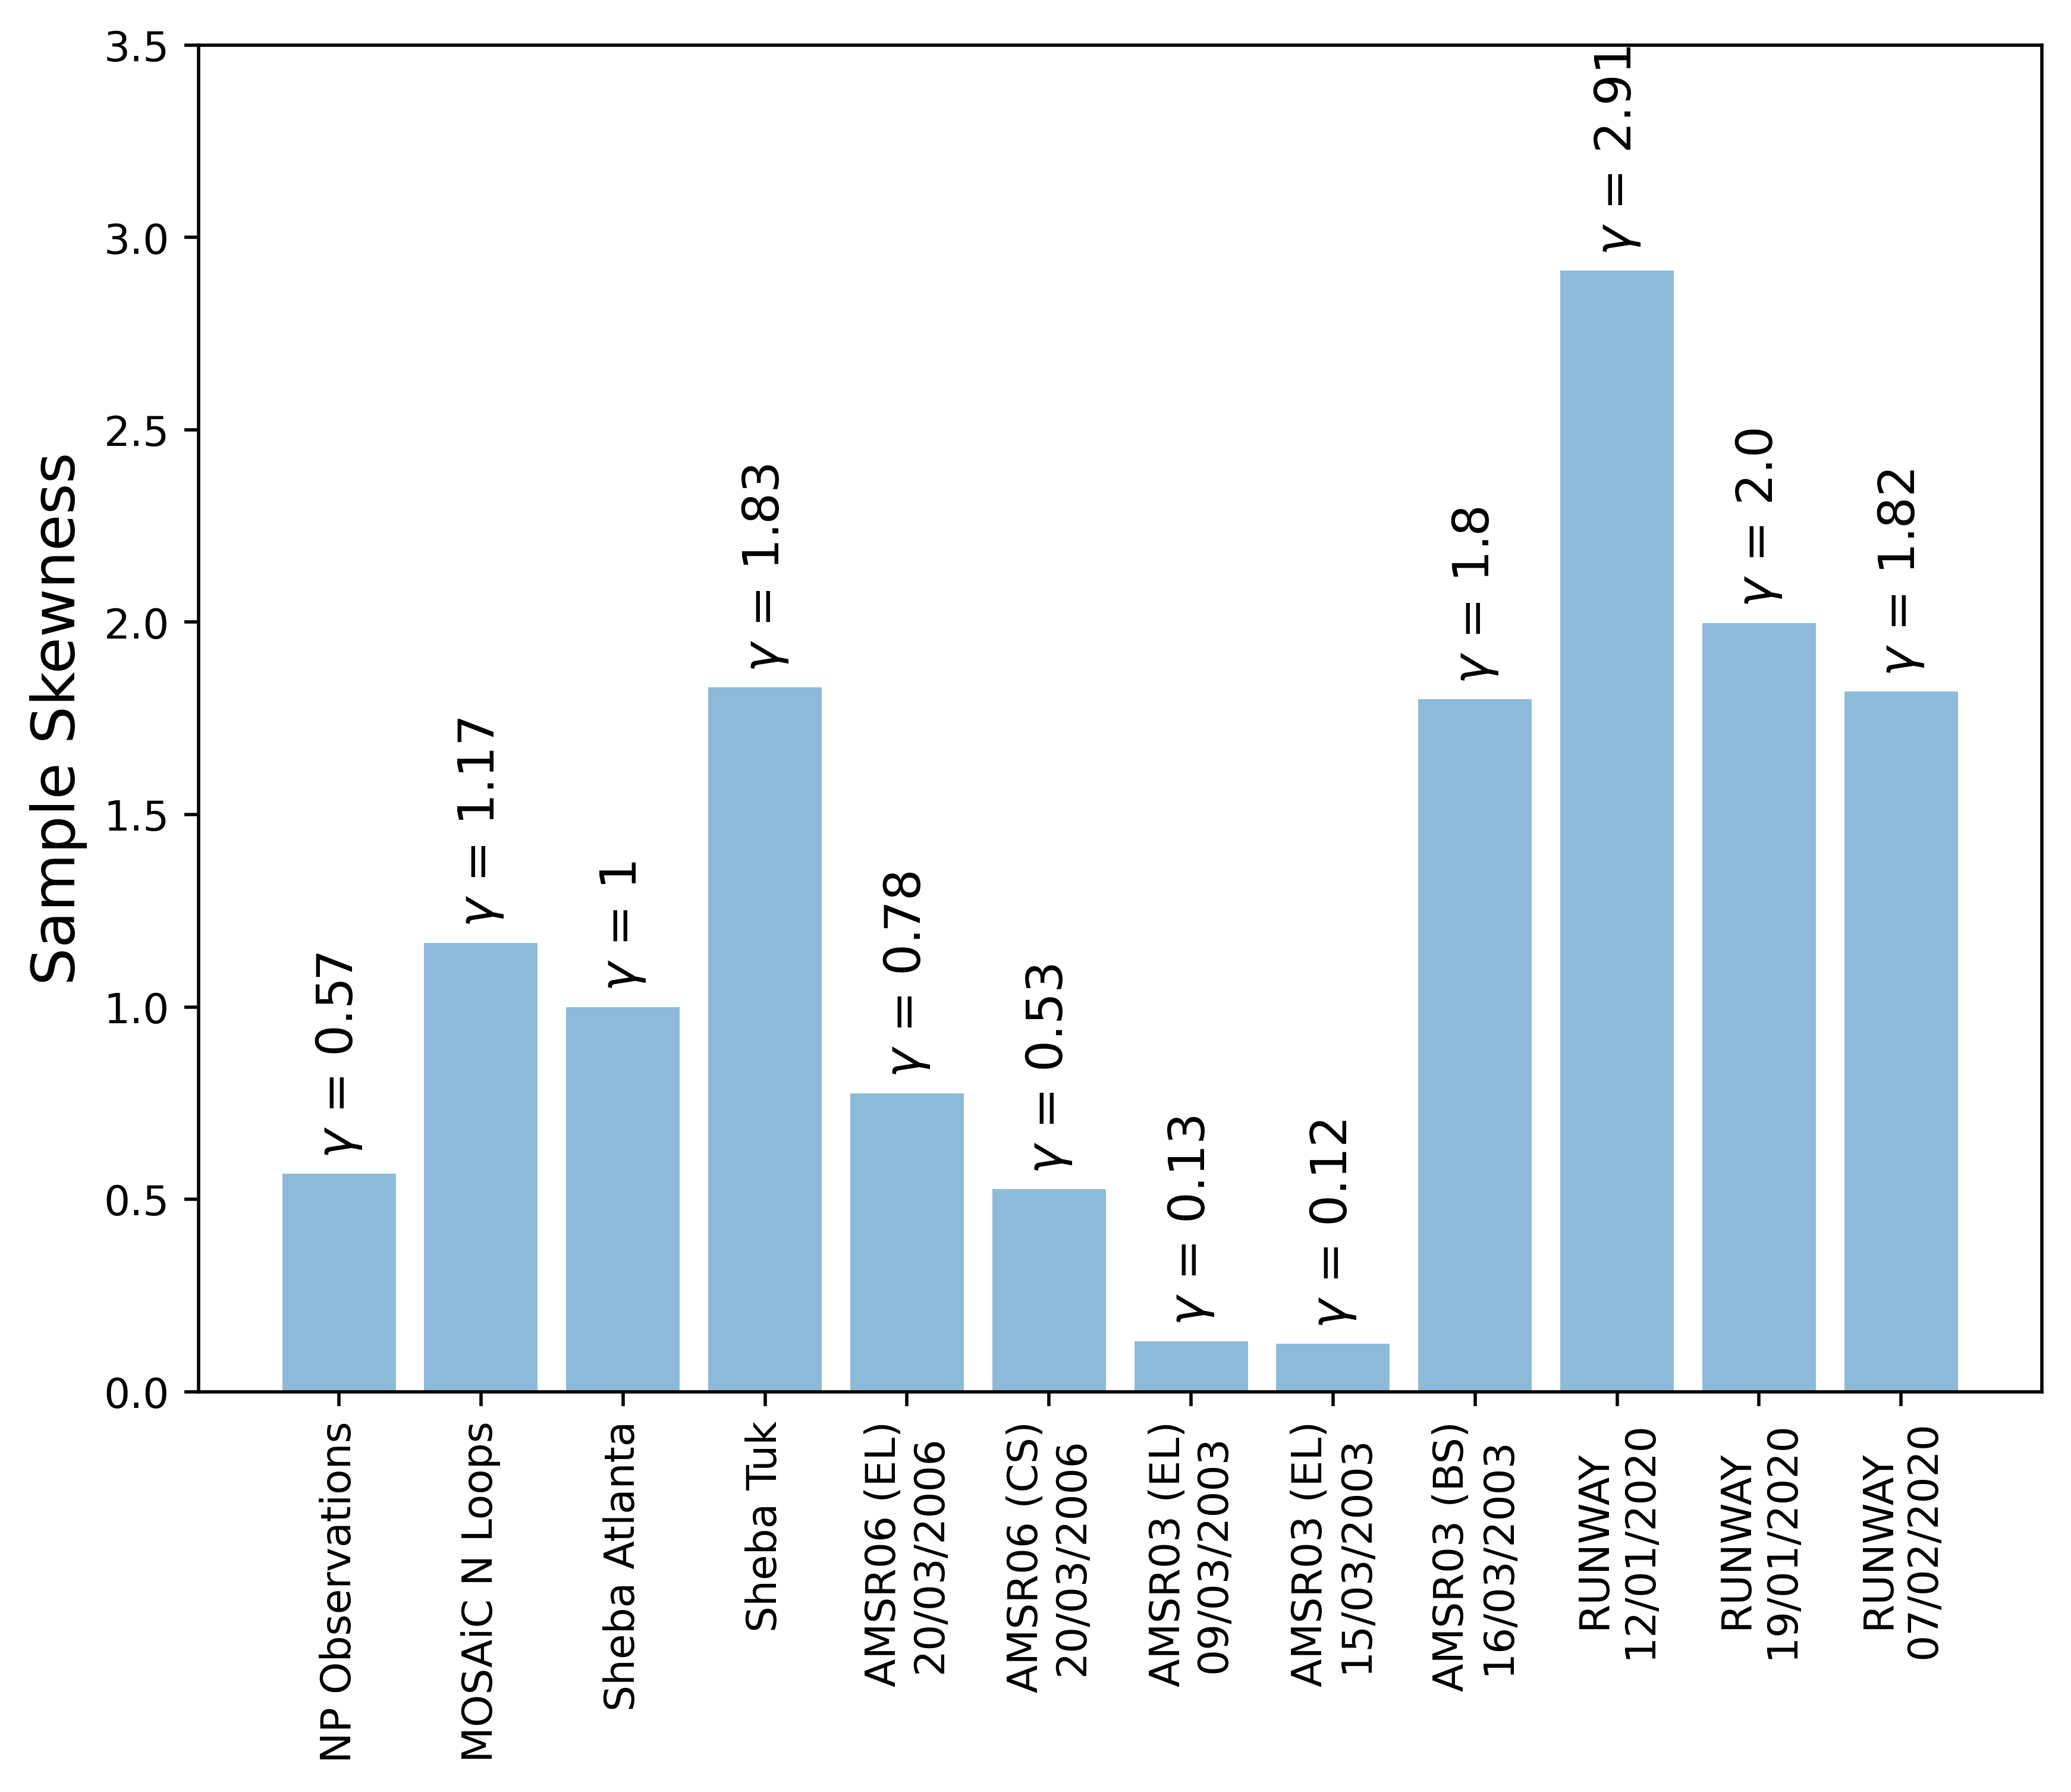 Sample Skewness
3.5
3.0
2.5
2.0
1.5
1.0
0.5
0.0
γ = 0.57
γ = 1.17
γ = 1
γ = 1.83
γ = 0.78
γ = 0.53
γ = 0.13
γ = 0.12
γ = 1.8
γ = 2.91
γ = 2.0
γ = 1.82
NP Observations
MOSAiC N Loops
Sheba Atlanta
Sheba Tuk
AMSR06 (EL)
20/03/2006
AMSR06 (CS)
20/03/2006
AMSR03 (EL)
09/03/2003
AMSR03 (EL)
15/03/2003
AMSR03 (BS)
16/03/2003
RUNWAY
12/01/2020
RUNWAY
19/01/2020
RUNWAY
07/02/2020